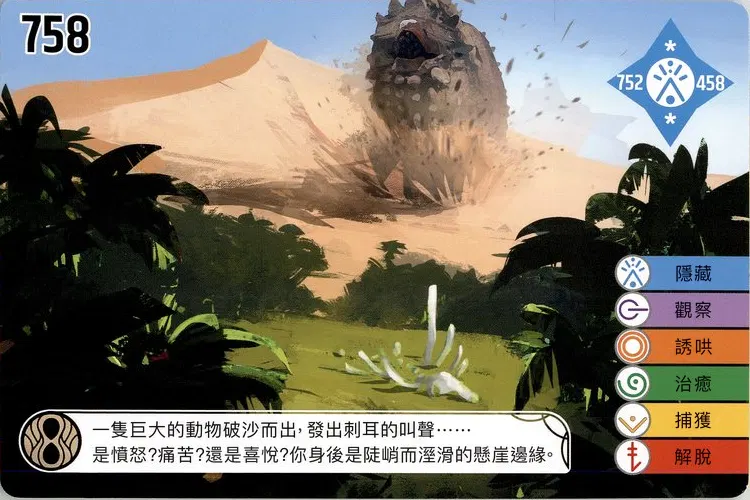 758
*
752 458
*
隱藏
觀察
誘哄
治癒
捕獲
解脫
一隻巨大的動物破沙而出，發出刺耳的叫聲⋯⋯
是憤怒?痛苦?還是喜悅?你身後是陡峭而溼滑的懸崖邊緣。